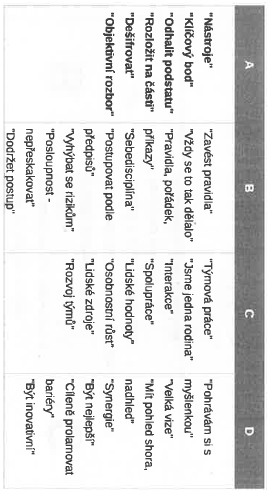 A
"Nástroje"
"Klíčový bod"
"Odhalit podstatu"
"Rozložit na části"
"Dešifrovat"
"Objektivní rozbor"
B
"Zavést pravidla"
"Vždy se to tak dělalo"
"Pravidla, pořádek,
příkazy"
"Sebedisciplína"
"Postupovat podle
předpisů"
"Vyhýbat se rizikům"
"Posloupnost -
nepřeskakovat"
"Dodržet postup"
C
"Týmová práce"
"Jsme jedna rodina"
"Interakce"
"Spolupráce"
"Lidské hodnoty"
"Osobnostní růst"
"Lidské zdroje"
"Rozvoj týmů"
D
"Pohrávám si s
myšlenkou"
"Velká vize"
"Mít pohled shora,
nadhled"
"Synergie"
"Být nejlepší"
"Cíleně prolamovat
bariéry"
"Být inovativní"